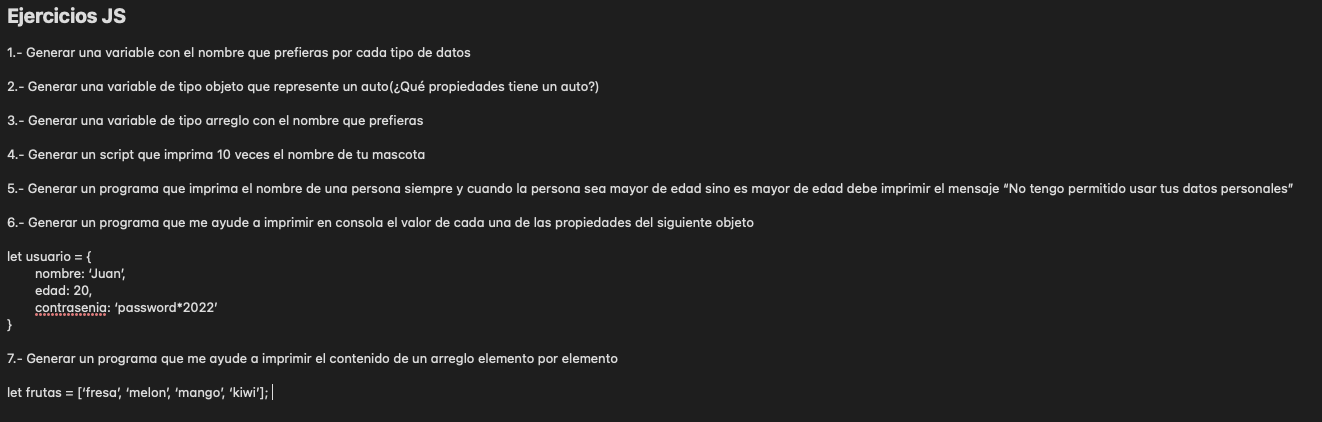 Ejercicios JS
1.- Generar una variable con el nombre que prefieras por cada tipo de datos
2.- Generar una variable de tipo objeto que represente un auto(¿Qué propiedades tiene un auto?)
3.- Generar una variable de tipo arreglo con el nombre que prefieras
4.- Generar un script que imprima 10 veces el nombre de tu mascota
5.- Generar un programa que imprima el nombre de una persona siempre y cuando la persona sea mayor de edad sino es mayor de edad debe imprimir el mensaje “No tengo permitido usar tus datos personales”
6.- Generar un programa que me ayude a imprimir en consola el valor de cada una de las propiedades del siguiente objeto
let usuario = {
nombre: ‘Juan’,
edad: 20,
contrasenia: ‘password*2022’
}
7.- Generar un programa que me ayude a imprimir el contenido de un arreglo elemento por elemento
let frutas = [‘fresa’, ‘melon’, ‘mango’, ‘kiwi’];